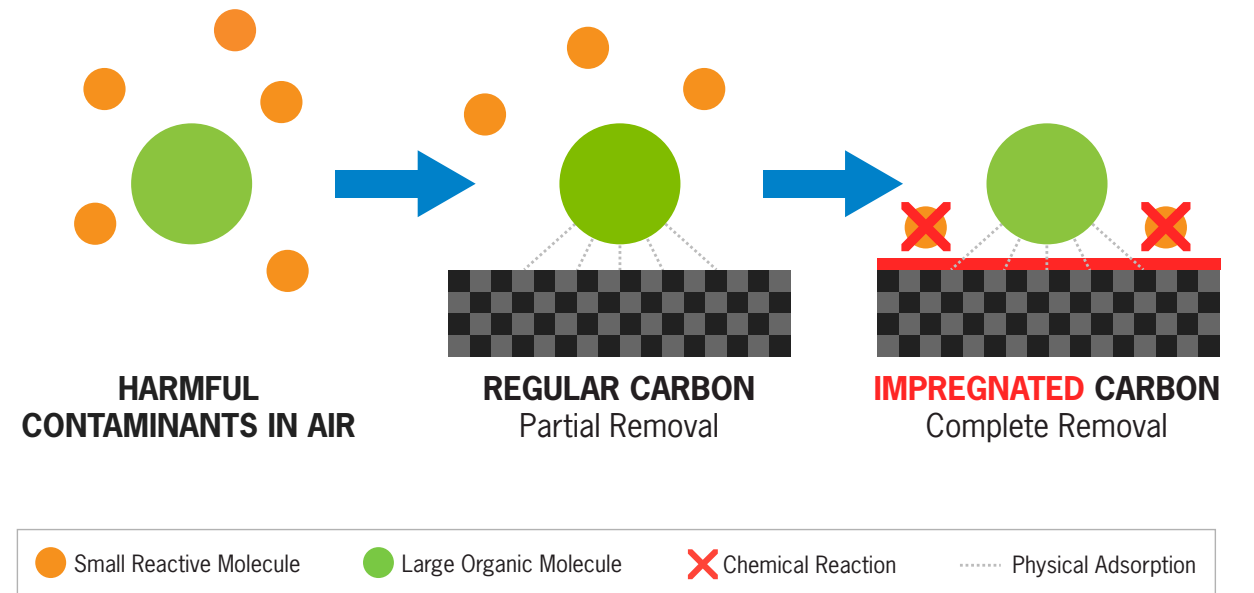 HARMFUL
CONTAMINANTS IN AIR
REGULAR CARBON
Partial Removal
IMPREGNATED CARBON
Complete Removal
Small Reactive Molecule
Large Organic Molecule
Chemical Reaction
Physical Adsorption